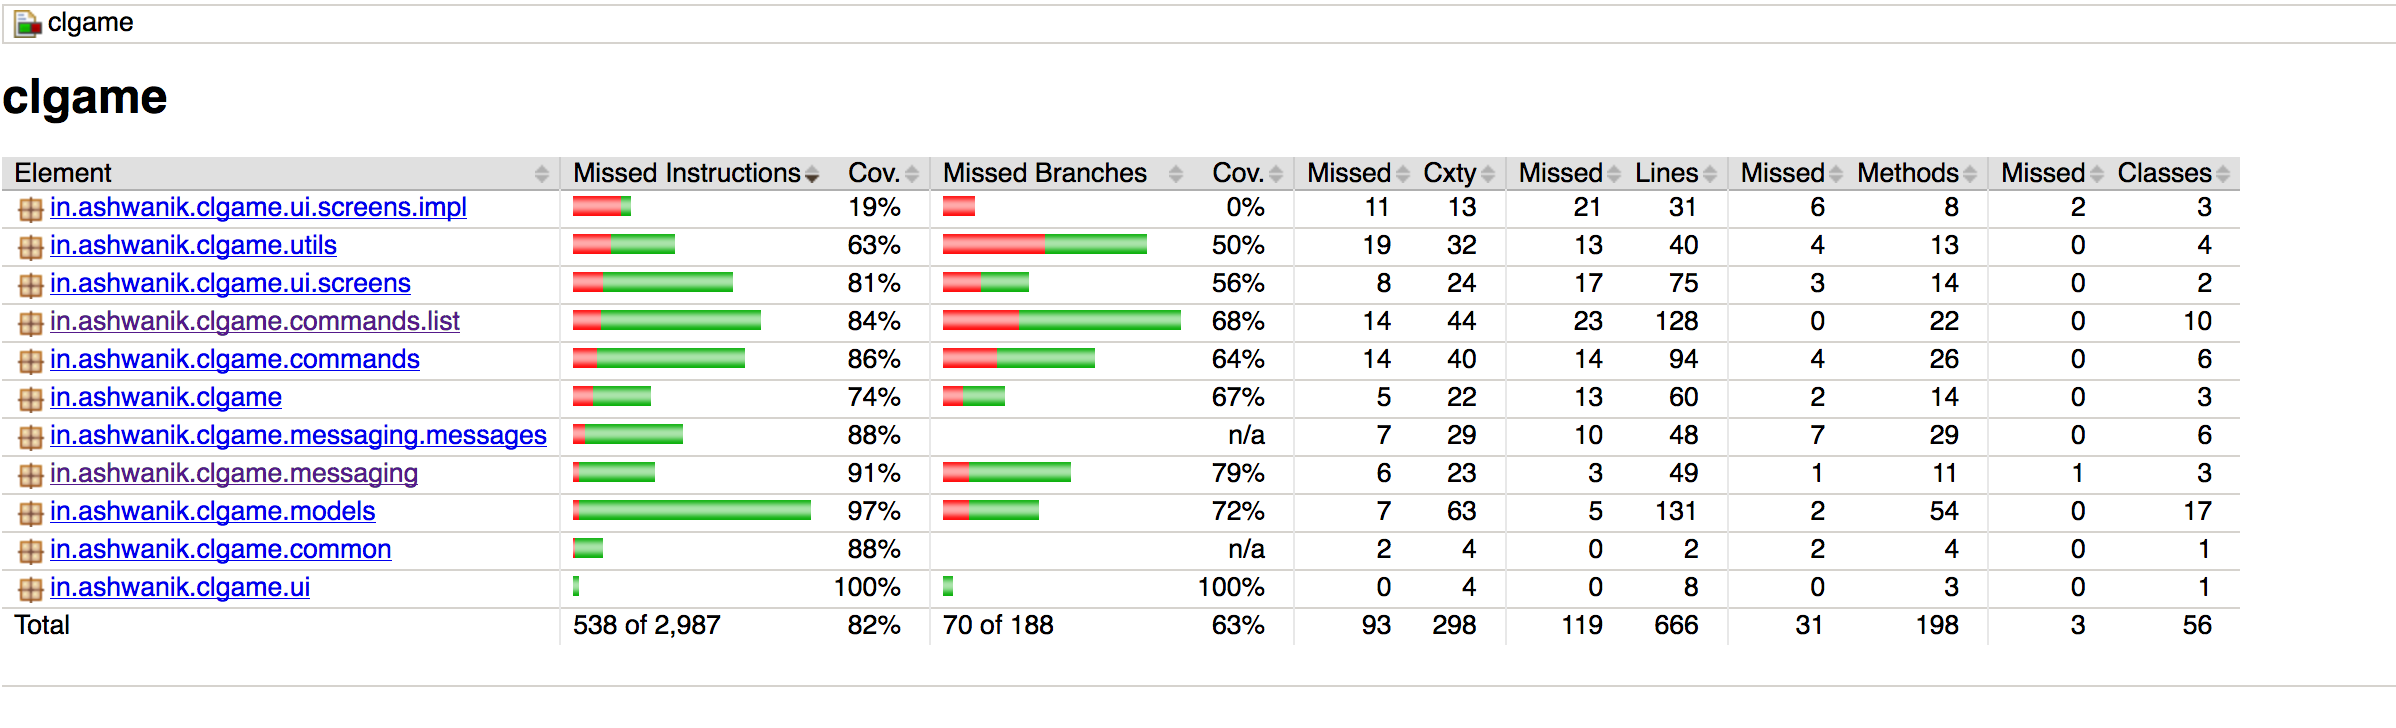 clgame
clgame
Element Missed Instructions Cov. Missed Branches Cov. Missed Cxty Missed Lines Missed Methods Missed Classes
in.ashwanik.clgame.ui.screens.impl 19% 0% 11 13 21 31 6 8 2 3
in.ashwanik.clgame.utils 63% 50% 19 32 13 40 4 13 0 4
in.ashwanik.clgame.ui.screens 81% 56% 8 24 17 75 3 14 0 2
in.ashwanik.clgame.commands.list 84% 68% 14 44 23 128 0 22 0 10
in.ashwanik.clgame.commands 86% 64% 14 40 14 94 4 26 0 6
in.ashwanik.clgame 74% 67% 5 22 13 60 2 14 0 3
in.ashwanik.clgame.messaging.messages 88% n/a 7 29 10 48 7 29 0 6
in.ashwanik.clgame.messaging 91% 79% 6 23 3 49 1 11 1 3
in.ashwanik.clgame.models 97% 72% 7 63 5 131 2 54 0 17
in.ashwanik.clgame.common 88% n/a 2 4 0 2 2 4 0 1
in.ashwanik.clgame.ui 100% 100% 0 4 0 8 0 3 0 1
Total 538 of 2,987 82% 70 of 188 63% 93 298 119 666 31 198 3 56